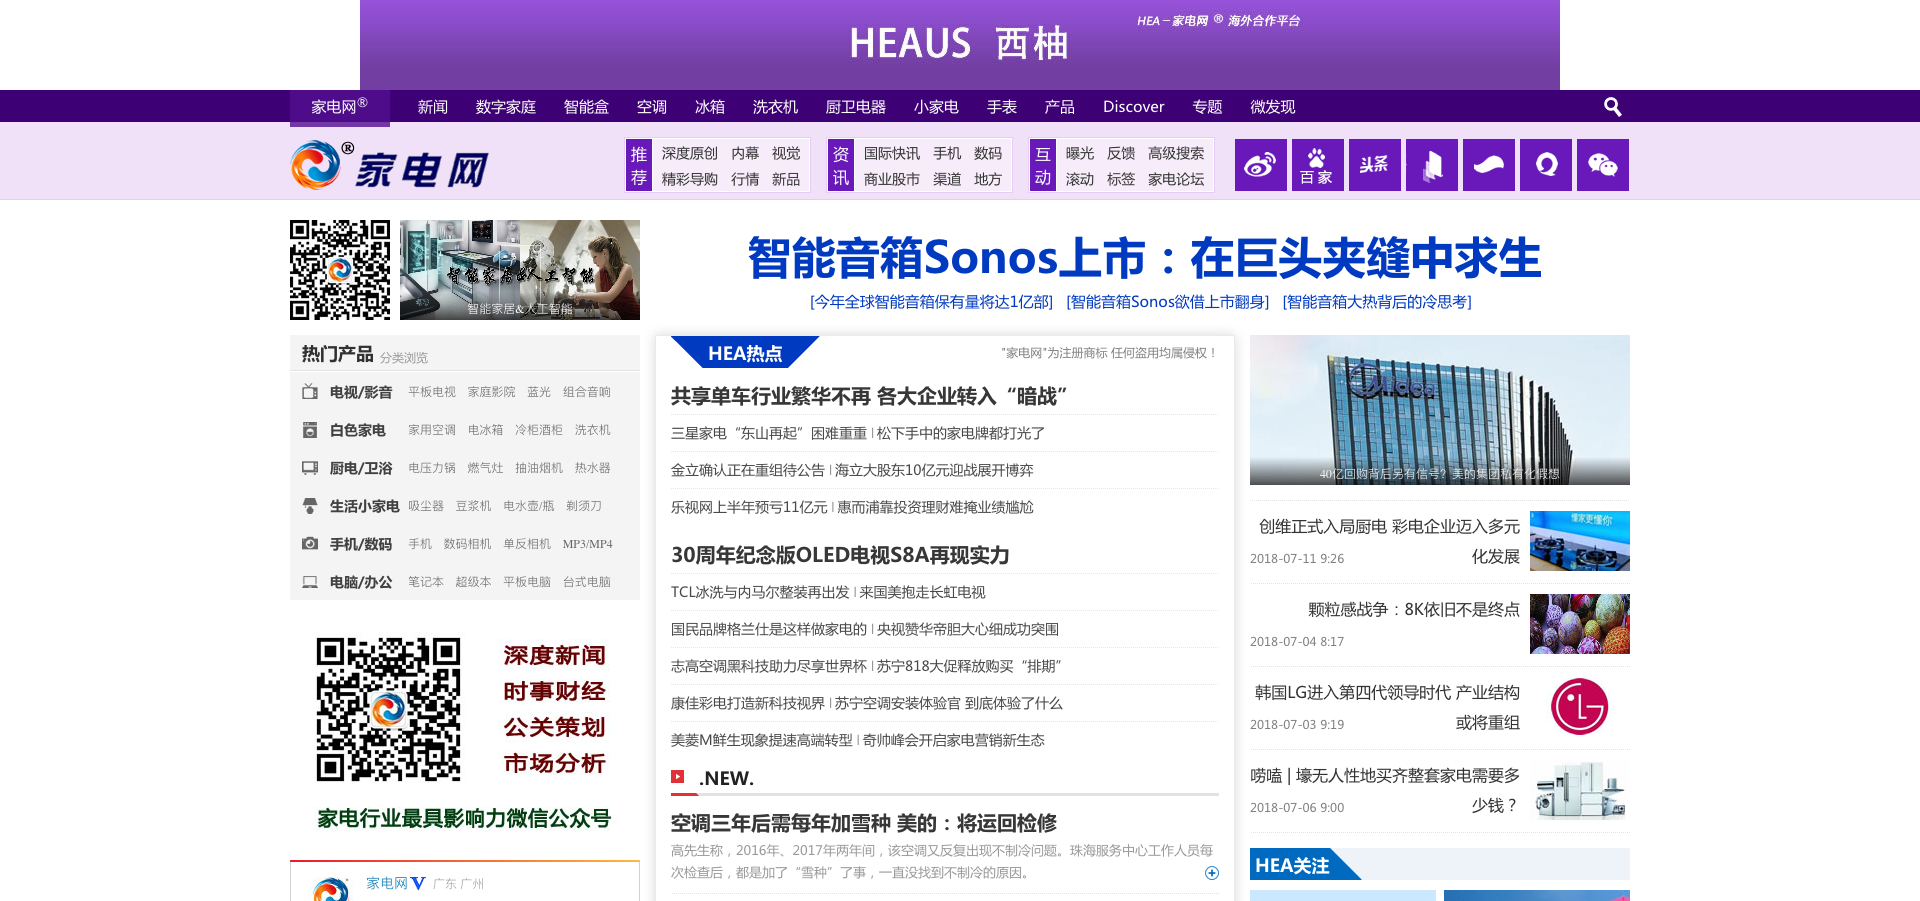 HEAUS 西柚
HEA－家电网 ® 海外合作平台
家电网® 新闻 数字家庭 智能盒 空调 冰箱 洗衣机 厨卫电器 小家电 手表 产品 Discover 专题 微发现
®
家电网
推荐
深度原创 内幕 视觉
精彩导购 行情 新品
资讯
国际快讯 手机 数码
商业股市 渠道 地方
互动
曝光 反馈 高级搜索
滚动 标签 家电论坛
百家
头条
智能家居&人工智能
智能家居&人工智能
智能音箱Sonos上市：在巨头夹缝中求生
[今年全球智能音箱保有量将达1亿部] [智能音箱Sonos欲借上市翻身] [智能音箱大热背后的冷思考]
热门产品 分类浏览
电视/影音 平板电视 家庭影院 蓝光 组合音响
白色家电 家用空调 电冰箱 冷柜酒柜 洗衣机
厨电/卫浴 电压力锅 燃气灶 抽油烟机 热水器
生活小家电 吸尘器 豆浆机 电水壶/瓶 剃须刀
手机/数码 手机 数码相机 单反相机 MP3/MP4
电脑/办公 笔记本 超级本 平板电脑 台式电脑
深度新闻
时事财经
公关策划
市场分析
家电行业最具影响力微信公众号
家电网 V 广东 广州
HEA热点
"家电网"为注册商标 任何盗用均属侵权！
共享单车行业繁华不再 各大企业转入“暗战”
三星家电“东山再起”困难重重 | 松下手中的家电牌都打光了
金立确认正在重组待公告 | 海立大股东10亿元迎战展开博弈
乐视网上半年预亏11亿元 | 惠而浦靠投资理财难掩业绩尴尬
30周年纪念版OLED电视S8A再现实力
TCL冰洗与内马尔整装再出发 | 来国美抱走长虹电视
国民品牌格兰仕是这样做家电的 | 央视赞华帝胆大心细成功突围
志高空调黑科技助力尽享世界杯 | 苏宁818大促释放购买“排期”
康佳彩电打造新科技视界 | 苏宁空调安装体验官 到底体验了什么
美菱M鲜生现象提速高端转型 | 奇帅峰会开启家电营销新生态
.NEW.
空调三年后需每年加雪种 美的：将运回检修
高先生称，2016年、2017年两年间，该空调又反复出现不制冷问题。珠海服务中心工作人员每
次检查后，都是加了“雪种”了事，一直没找到不制冷的原因。
Midea
40亿回购背后另有信号? 美的集团私有化假想
创维正式入局厨电 彩电企业迈入多元
化发展
2018-07-11 9:26
懂家更懂你
颗粒感战争：8K依旧不是终点
2018-07-04 8:17
韩国LG进入第四代领导时代 产业结构
或将重组
2018-07-03 9:19
唠嗑 | 壕无人性地买齐整套家电需要多
少钱？
2018-07-06 9:00
HEA关注